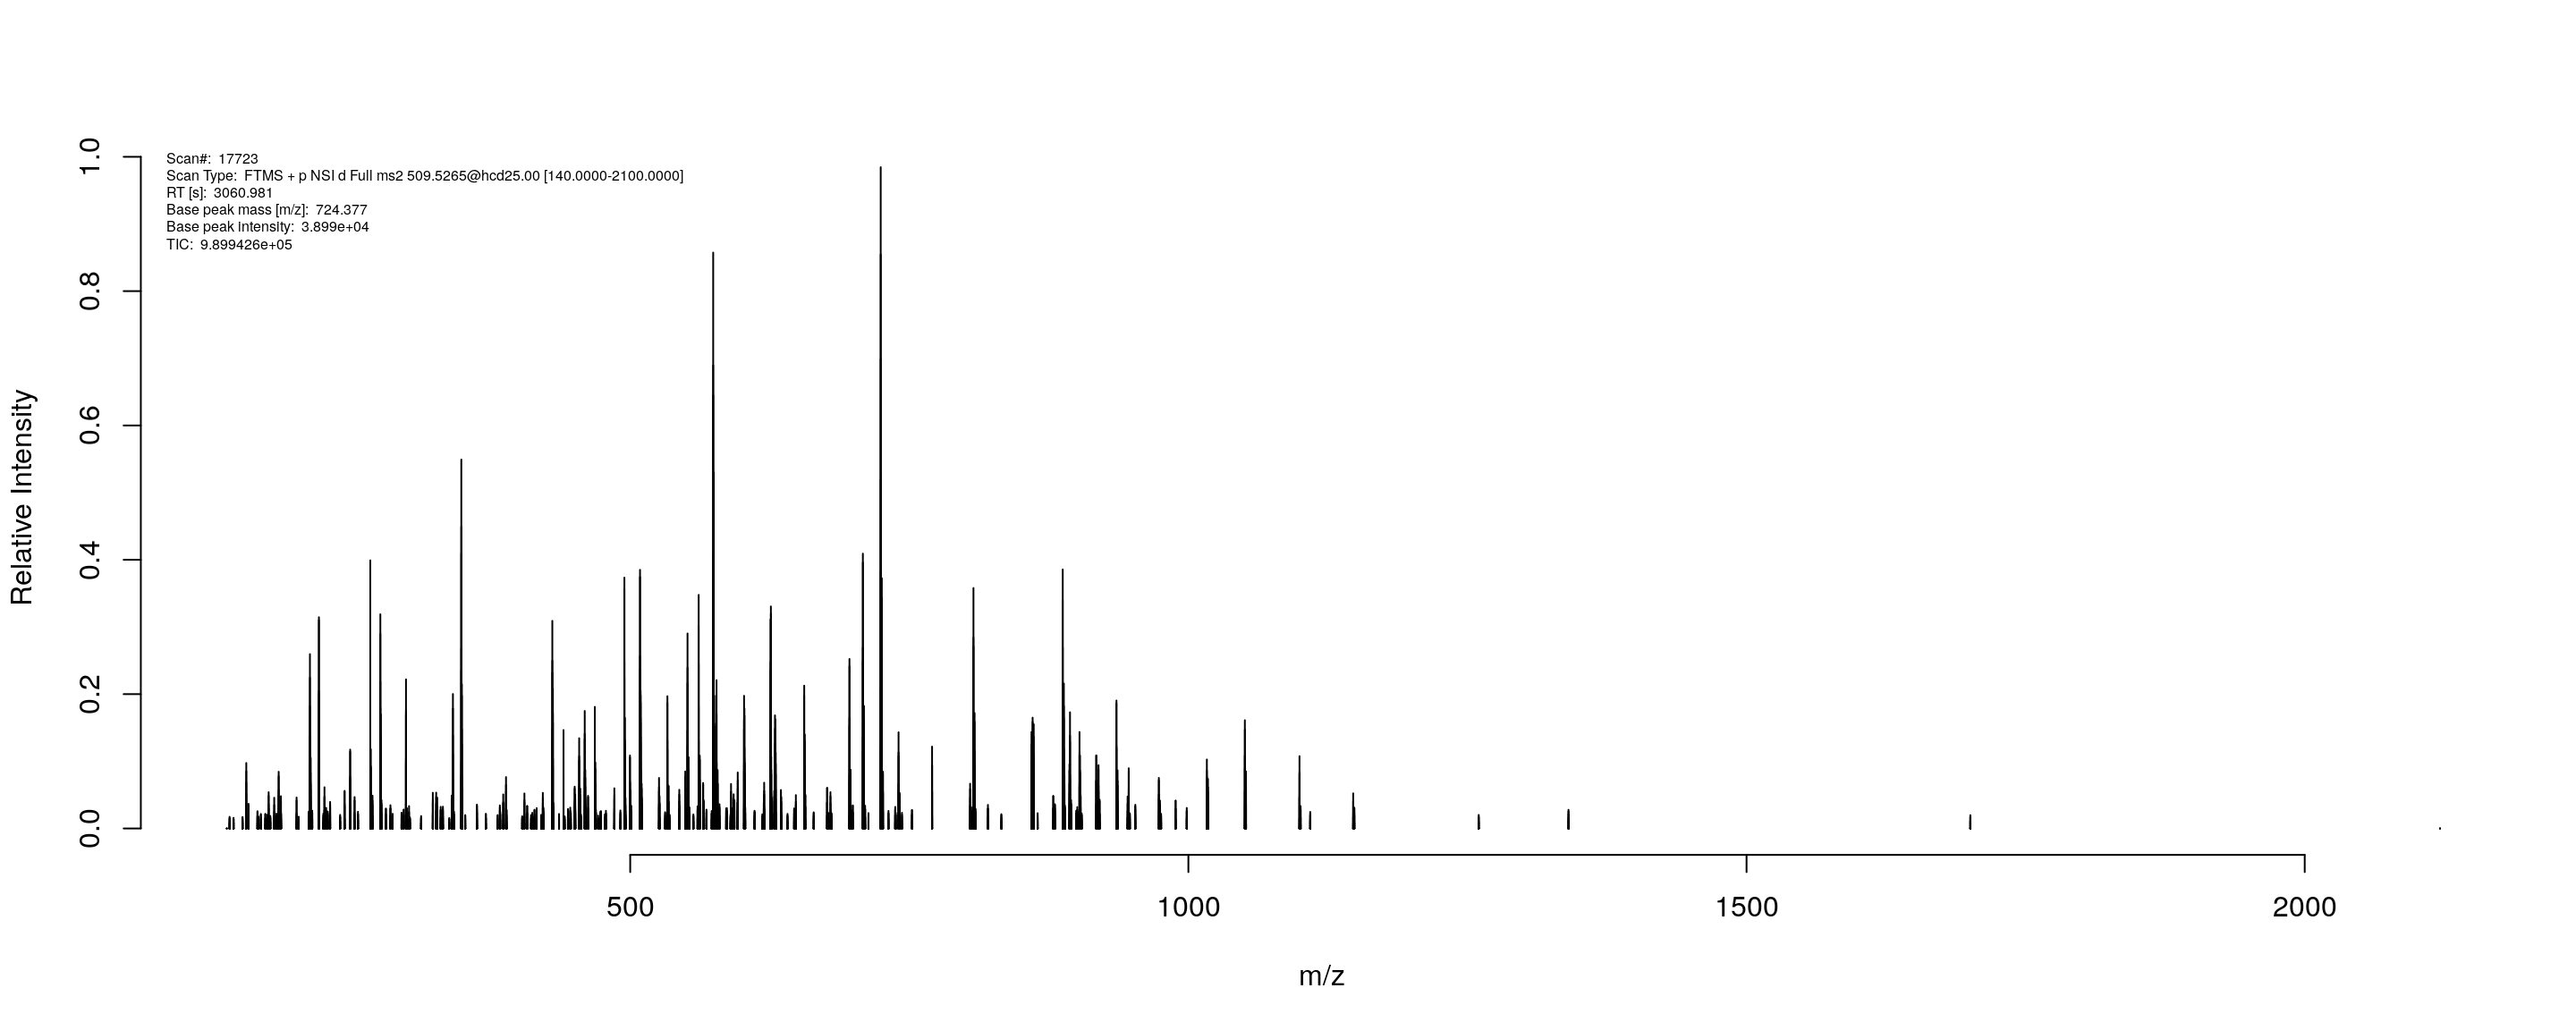 Scan#: 17723
Scan Type: FTMS + p NSI d Full ms2 509.5265@hcd25.00 [140.0000-2100.0000]
RT [s]: 3060.981
Base peak mass [m/z]: 724.377
Base peak intensity: 3.899e+04
TIC: 9.899426e+05
Relative Intensity
1.0
0.8
0.6
0.4
0.2
0.0
500 1000 1500 2000
m/z